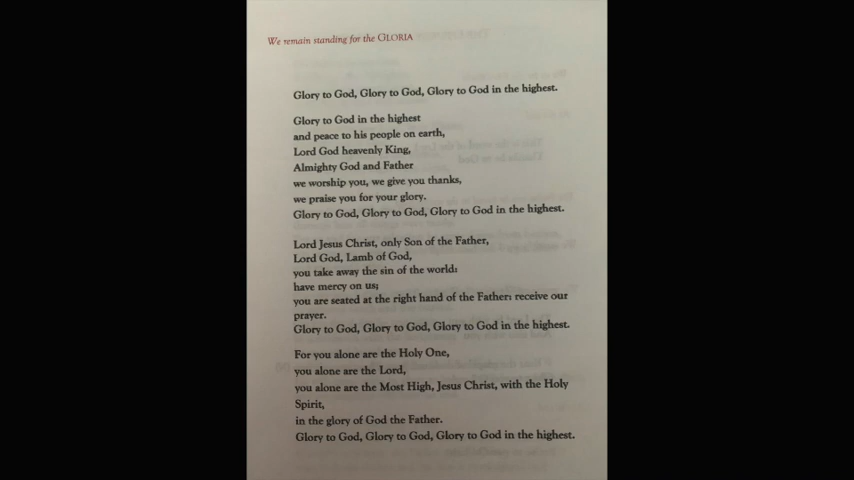 We remain standing for the GLORIA
Glory to God, Glory to God, Glory to God in the highest.
Glory to God in the highest
and peace to his people on earth,
Lord God heavenly King,
Almighty God and Father
we worship you, we give you thanks,
we praise you for your glory.
Glory to God, Glory to God, Glory to God in the highest.
Lord Jesus Christ, only Son of the Father,
Lord God, Lamb of God,
you take away the sin of the world:
have mercy on us;
you are seated at the right hand of the Father: receive our
prayer.
Glory to God, Glory to God, Glory to God in the highest.
For you alone are the Holy One,
you alone are the Lord,
you alone are the Most High, Jesus Christ, with the Holy
Spirit,
in the glory of God the Father.
Glory to God, Glory to God, Glory to God in the highest.